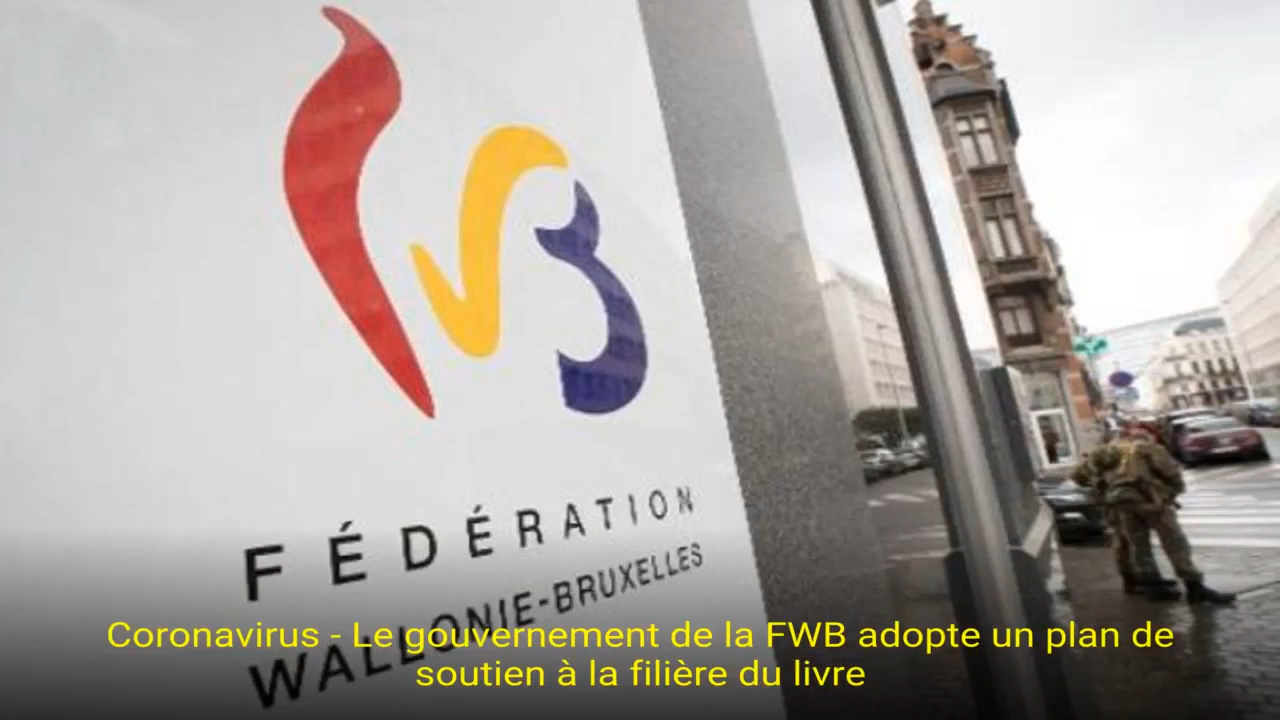 FÉDÉRATION
WALLONIE-BRUXELLES
Coronavirus - Le gouvernement de la FWB adopte un plan de
soutien à la filière du livre